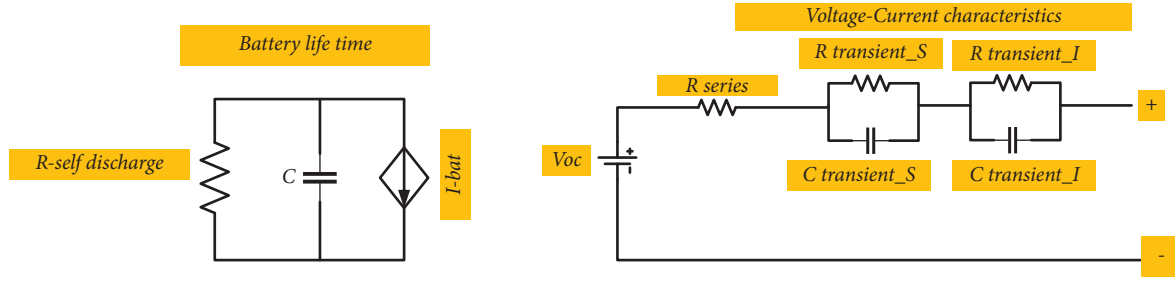 Battery life time
R-self discharge
C
I-bat
Voltage-Current characteristics
R transient_S
R transient_I
R series
+
Voc
+
-
C transient_S
C transient_I
-